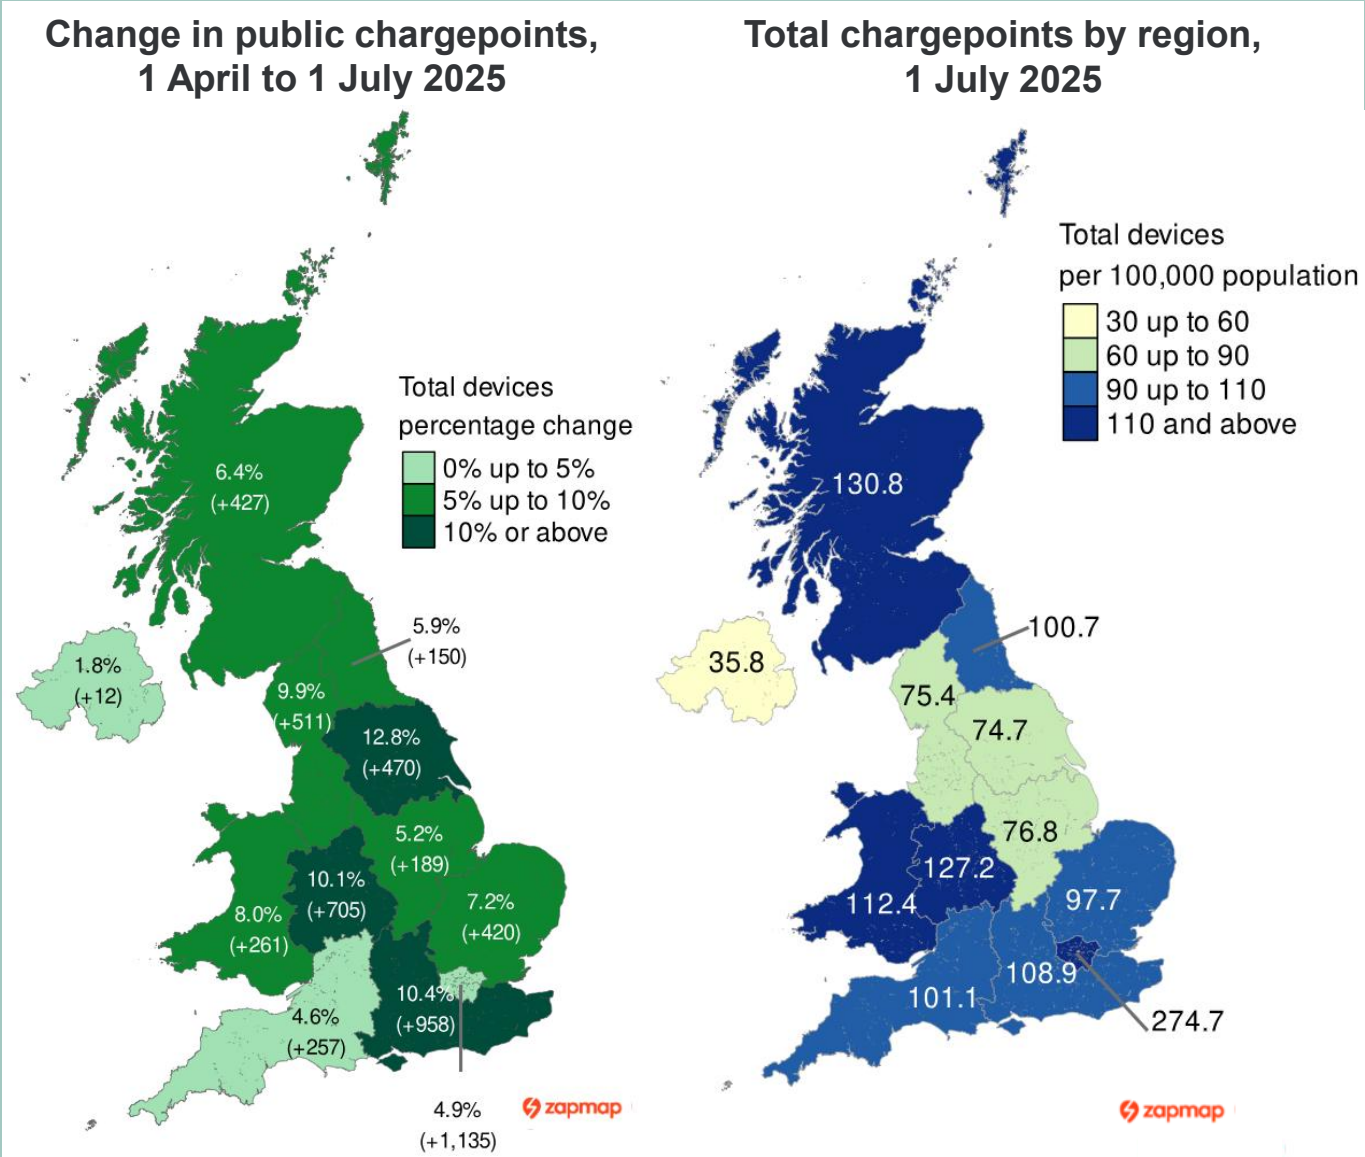 Change in public chargepoints,
1 April to 1 July 2025
Total devices
percentage change
0% up to 5%
5% up to 10%
10% or above
6.4%
(+427)
5.9%
(+150)
1.8%
(+12)
9.9%
(+511)
12.8%
(+470)
5.2%
(+189)
10.1%
(+705)
7.2%
(+420)
8.0%
(+261)
10.4%
(+958)
4.6%
(+257)
4.9%
(+1,135)
zapmap
Total chargepoints by region,
1 July 2025
Total devices
per 100,000 population
30 up to 60
60 up to 90
90 up to 110
110 and above
130.8
100.7
35.8
75.4
74.7
76.8
127.2
112.4
97.7
108.9
101.1
274.7
zapmap